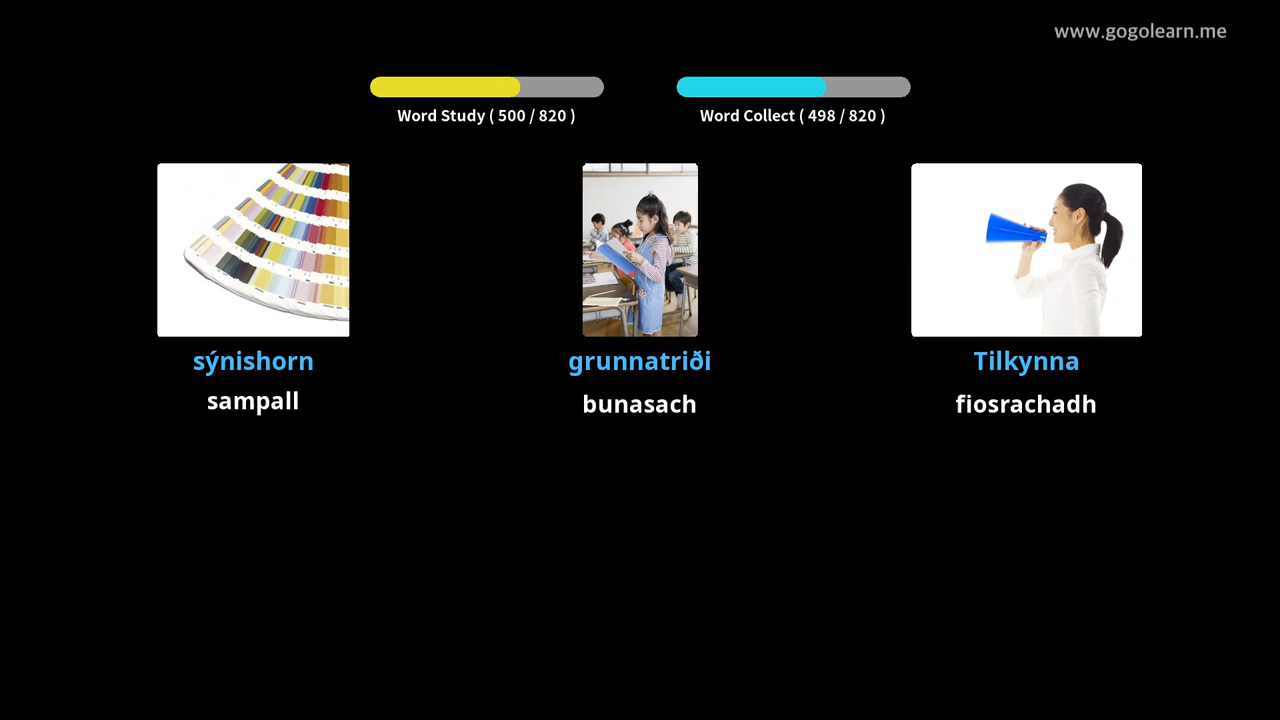 www.gogolearn.me
Word Study ( 500 / 820 )
Word Collect ( 498 / 820 )
sýnishorn
sampall
grunnatriði
bunasach
Tilkynna
fiosrachadh